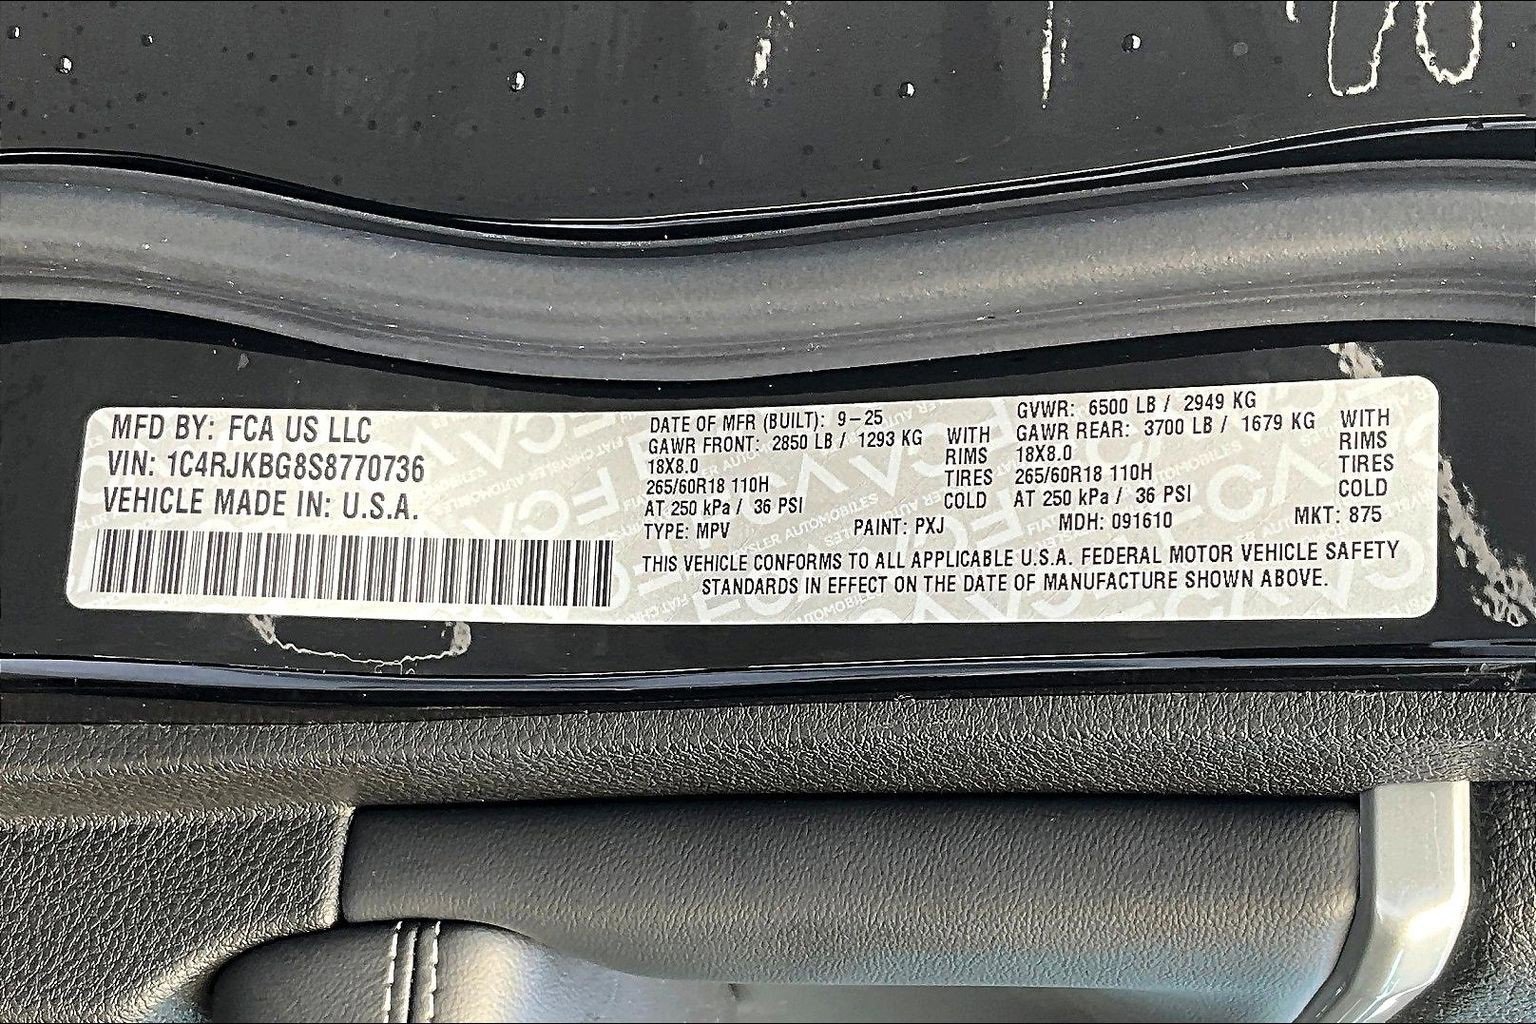 MFD BY: FCA US LLC
VIN: 1C4RJKBG8S8770736
VEHICLE MADE IN: U.S.A.
DATE OF MFR (BUILT): 9-25
GAWR FRONT: 2850 LB / 1293 KG
18X8.0
265/60R18 110H
AT 250 kPa / 36 PSI
WITH
RIMS
TIRES
COLD
GVWR: 6500 LB / 2949 KG
GAWR REAR: 3700 LB / 1679 KG
18X8.0
265/60R18 110H
AT 250 kPa / 36 PSI
WITH
RIMS
TIRES
COLD
TYPE: MPV PAINT: PXJ MDH: 091610 MKT: 875
THIS VEHICLE CONFORMS TO ALL APPLICABLE U.S.A. FEDERAL MOTOR VEHICLE SAFETY
STANDARDS IN EFFECT ON THE DATE OF MANUFACTURE SHOWN ABOVE.